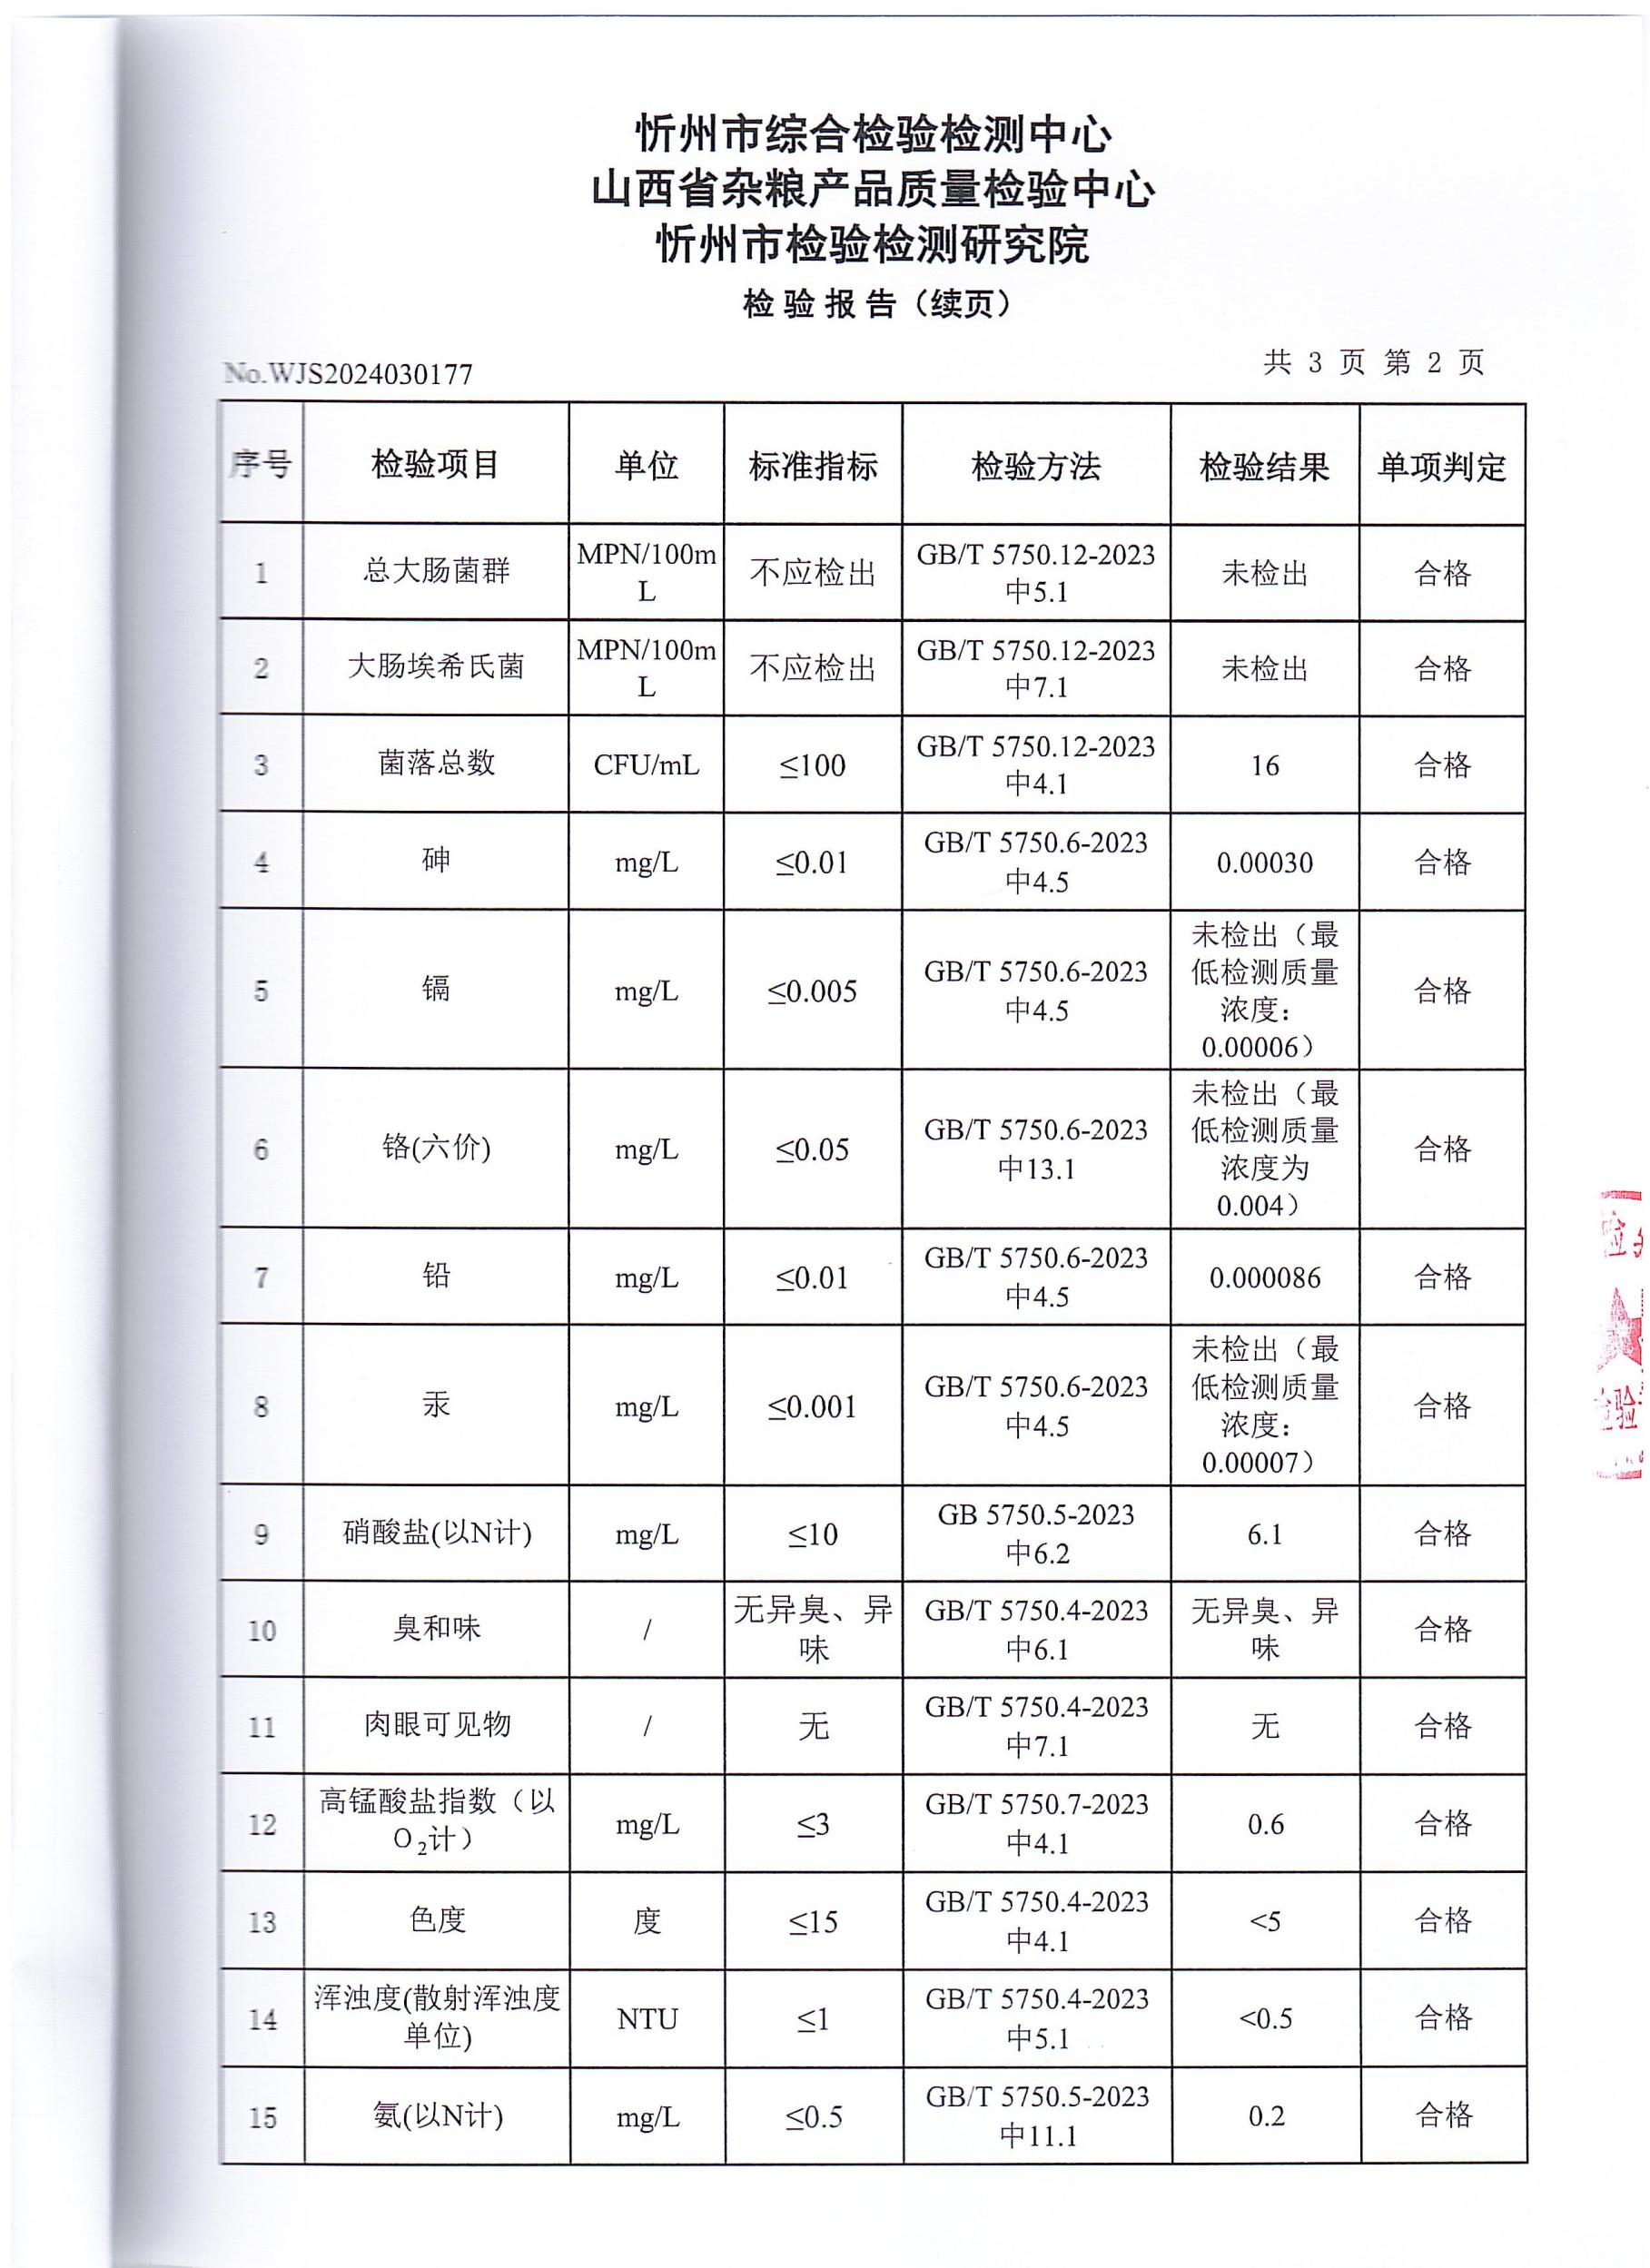 忻州市综合检验检测中心
山西省杂粮产品质量检验中心
忻州市检验检测研究院
检验报告（续页）
No.WJS2024030177
共 3 页 第 2 页
序号 检验项目 单位 标准指标 检验方法 检验结果 单项判定
1 总大肠菌群 MPN/100m
L 不应检出 GB/T 5750.12-2023
中5.1 未检出 合格
2 大肠埃希氏菌 MPN/100m
L 不应检出 GB/T 5750.12-2023
中7.1 未检出 合格
3 菌落总数 CFU/mL ≤100 GB/T 5750.12-2023
中4.1 16 合格
4 砷 mg/L ≤0.01 GB/T 5750.6-2023
中4.5 0.00030 合格
5 镉 mg/L ≤0.005 GB/T 5750.6-2023
中4.5 未检出（最
低检测质量
浓度：
0.00006） 合格
6 铬(六价) mg/L ≤0.05 GB/T 5750.6-2023
中13.1 未检出（最
低检测质量
浓度为
0.004） 合格
7 铅 mg/L ≤0.01 GB/T 5750.6-2023
中4.5 0.000086 合格
8 汞 mg/L ≤0.001 GB/T 5750.6-2023
中4.5 未检出（最
低检测质量
浓度：
0.00007） 合格
9 硝酸盐(以N计) mg/L ≤10 GB 5750.5-2023
中6.2 6.1 合格
10 臭和味 / 无异臭、异
味 GB/T 5750.4-2023
中6.1 无异臭、异
味 合格
11 肉眼可见物 / 无 GB/T 5750.4-2023
中7.1 无 合格
12 高锰酸盐指数（以
O₂计） mg/L ≤3 GB/T 5750.7-2023
中4.1 0.6 合格
13 色度 度 ≤15 GB/T 5750.4-2023
中4.1 <5 合格
14 浑浊度(散射浑浊度
单位) NTU ≤1 GB/T 5750.4-2023
中5.1 <0.5 合格
15 氨(以N计) mg/L ≤0.5 GB/T 5750.5-2023
中11.1 0.2 合格
检
检验